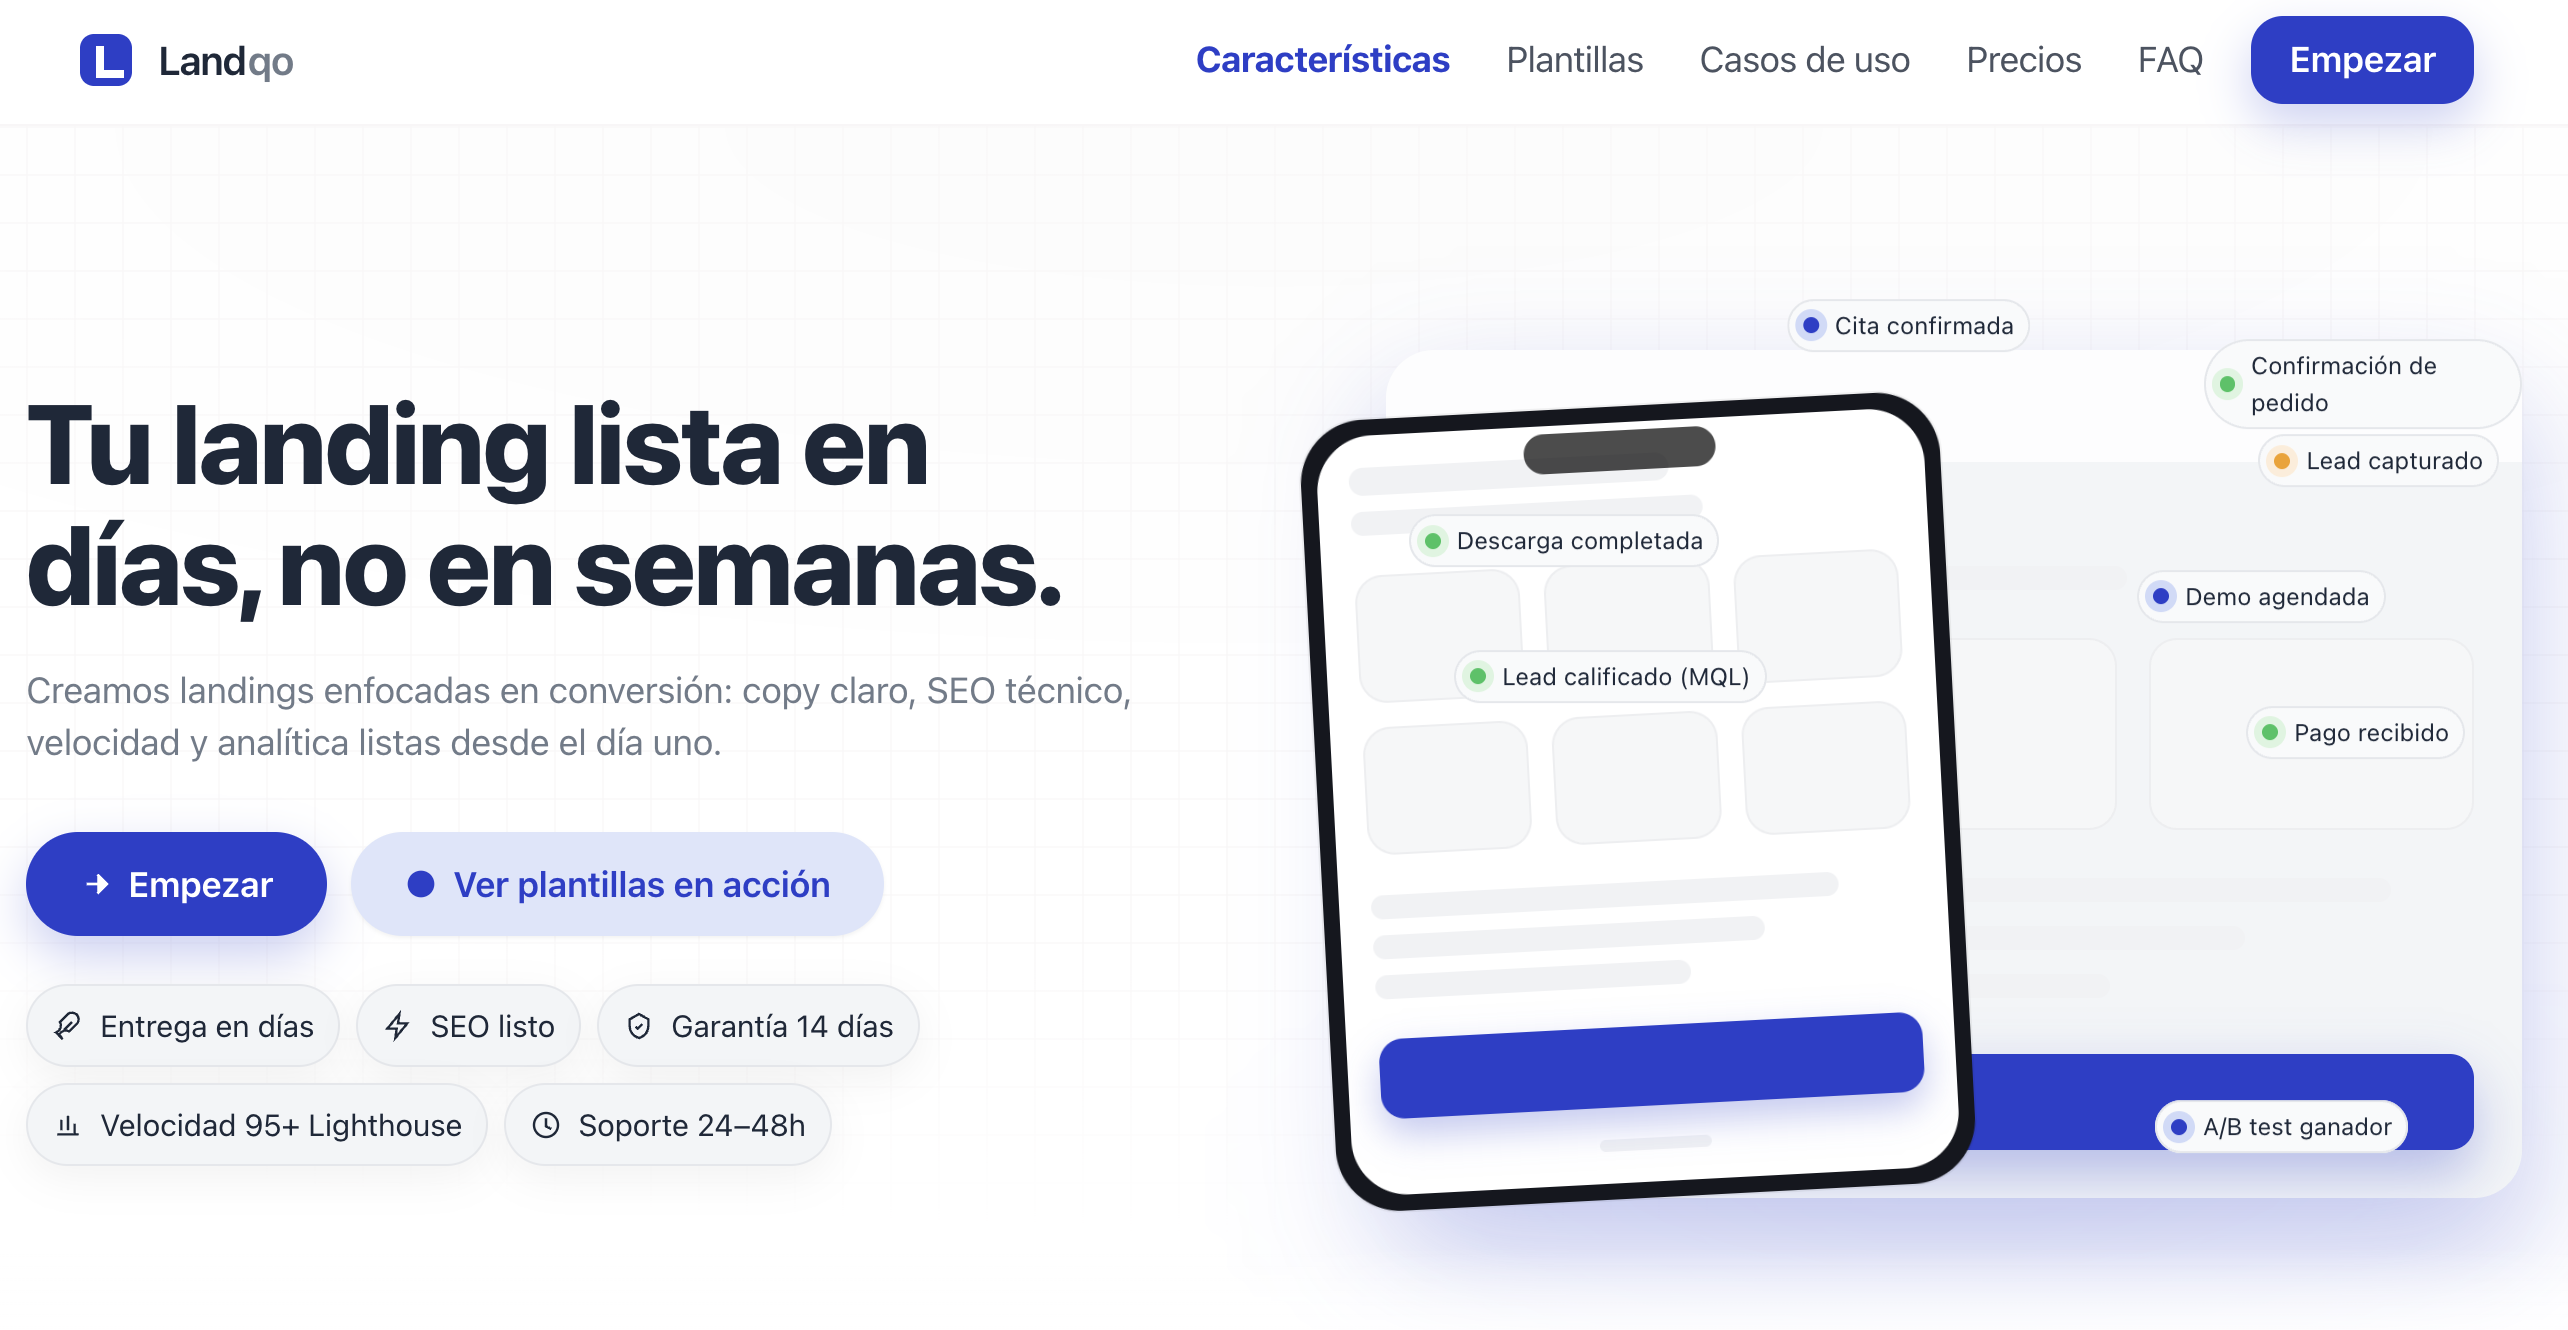 L Landqo
Características Plantillas Casos de uso Precios FAQ Empezar
Tu landing lista en
días, no en semanas.
Creamos landings enfocadas en conversión: copy claro, SEO técnico,
velocidad y analítica listas desde el día uno.
Empezar
Ver plantillas en acción
Entrega en días
SEO listo
Garantía 14 días
Velocidad 95+ Lighthouse
Soporte 24–48h
Cita confirmada
Confirmación de
pedido
Lead capturado
Descarga completada
Demo agendada
Lead calificado (MQL)
Pago recibido
A/B test ganador